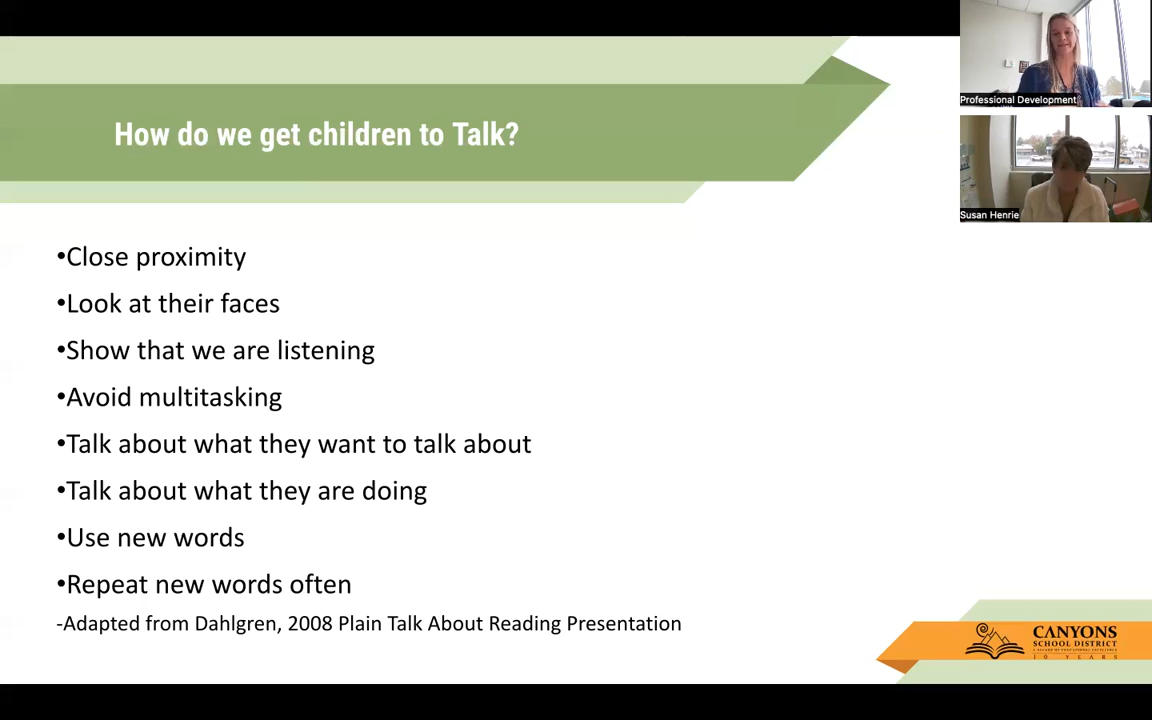 How do we get children to Talk?
Professional Development
Susan Henrie
•Close proximity
•Look at their faces
•Show that we are listening
•Avoid multitasking
•Talk about what they want to talk about
•Talk about what they are doing
•Use new words
•Repeat new words often
-Adapted from Dahlgren, 2008 Plain Talk About Reading Presentation
CANYONS
SCHOOL DISTRICT
10 YEARS